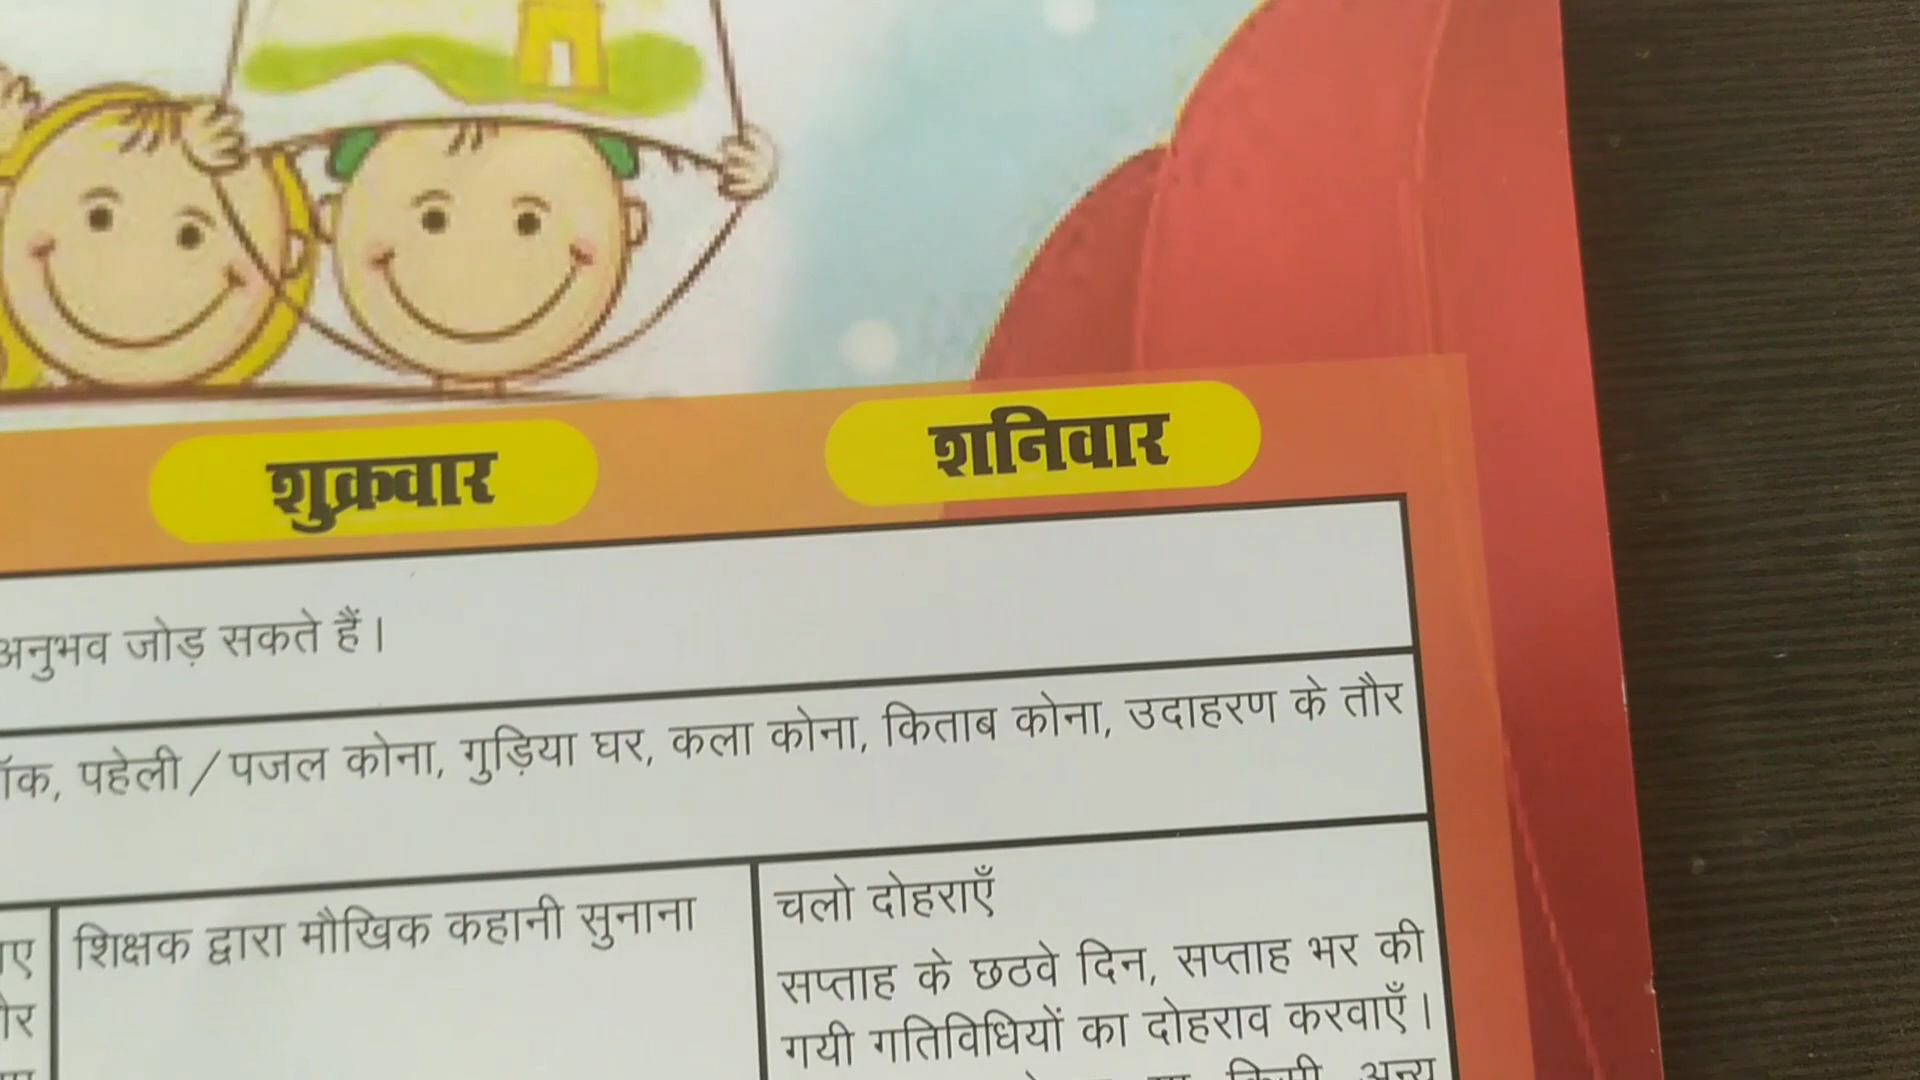 शुक्रवार
शनिवार
अनुभव जोड़ सकते हैं।
पहेली/पजल कोना, गुड़िया घर, कला कोना, किताब कोना, उदाहरण के तौर
शिक्षक द्वारा मौखिक कहानी सुनाना
चलो दोहराएँ
सप्ताह के छठवे दिन, सप्ताह भर की
गयी गतिविधियों का दोहराव करवाएँ।
अन्य